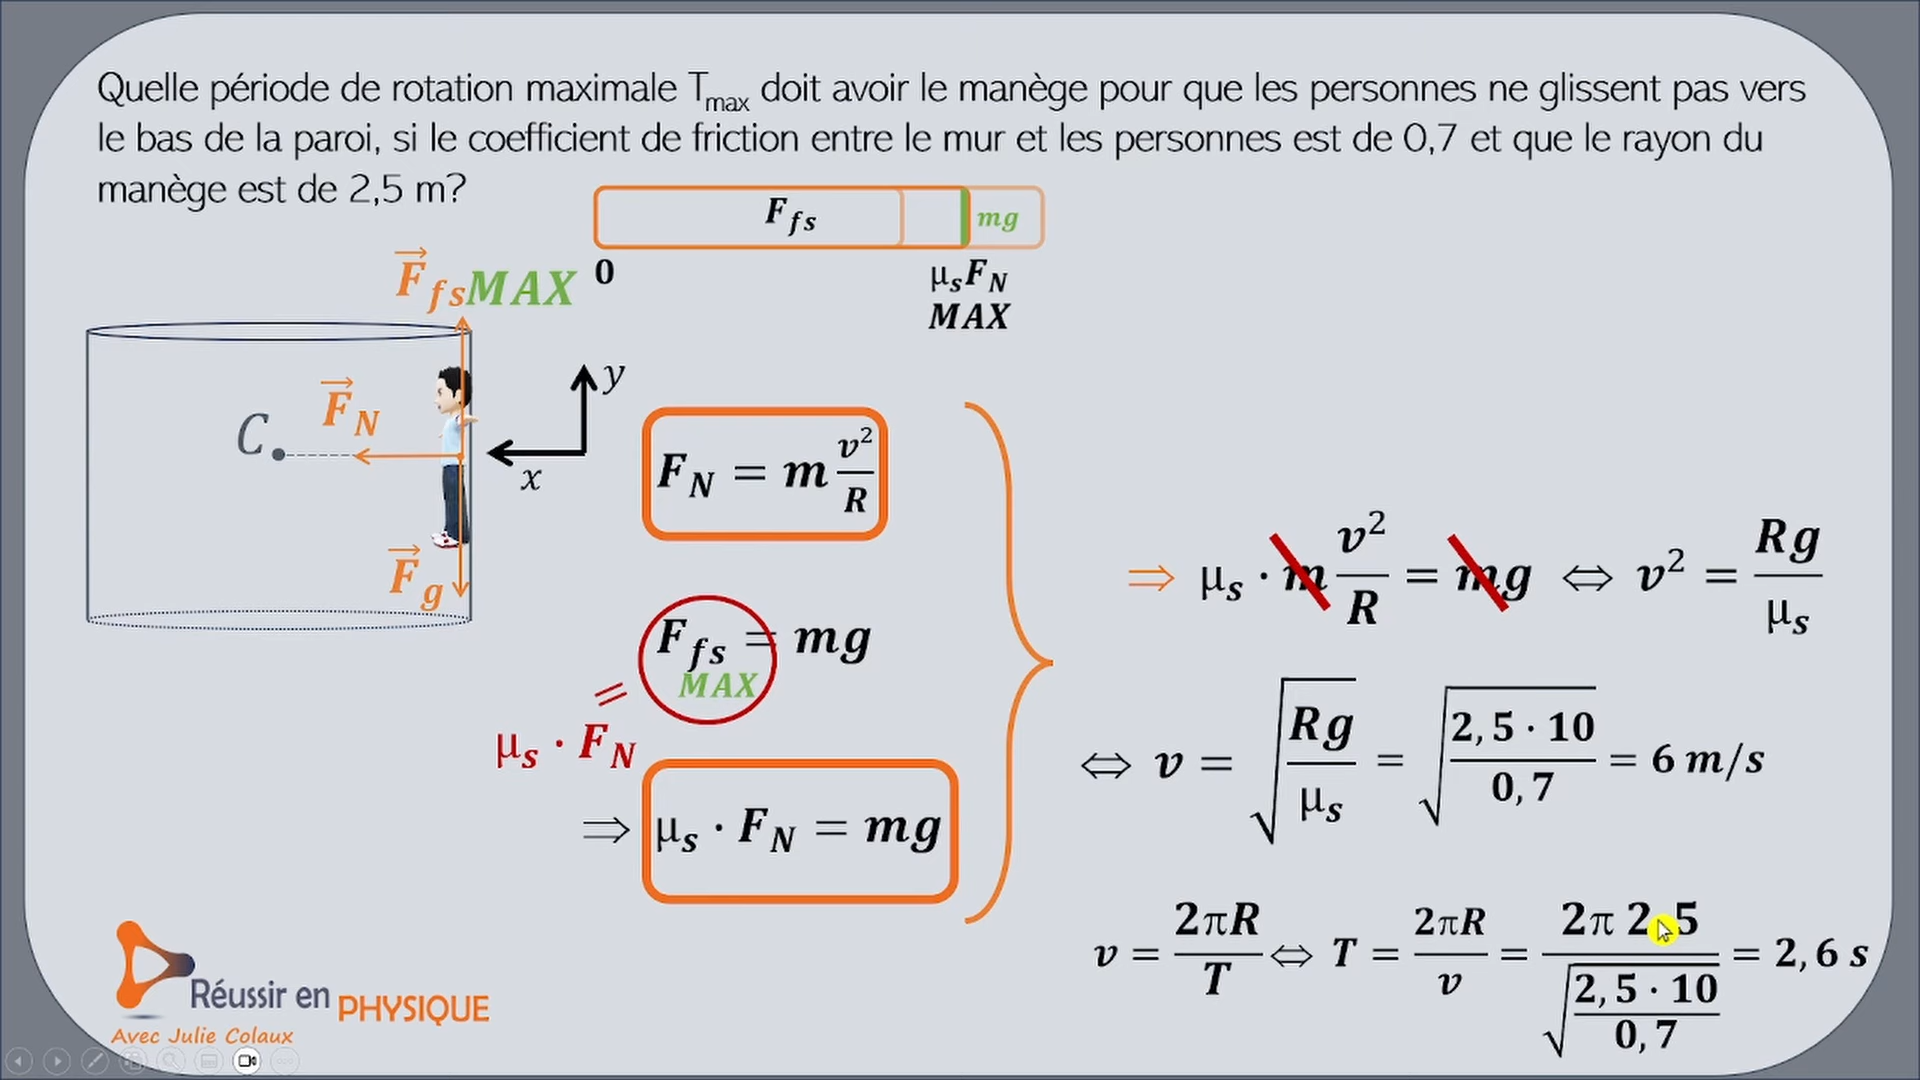 Quelle période de rotation maximale Tmax doit avoir le manège pour que les personnes ne glissent pas vers
le bas de la paroi, si le coefficient de friction entre le mur et les personnes est de 0,7 et que le rayon du
manège est de 2,5 m?
F_fs
mg
0
μ_s F_N
MAX
F⃗_fs MAX
C
F⃗_N
F⃗_g
y
x
F_N = m v²/R
F_fs = mg
MAX
=
μ_s · F_N
⇒ μ_s · F_N = mg
⇒ μ_s · m v²/R = mg ⇔ v² = Rg/μ_s
⇔ v = √(Rg/μ_s) = √(2,5 · 10/0,7) = 6 m/s
v = 2πR/T ⇔ T = 2πR/v = 2π 2,5/√(2,5 · 10/0,7) = 2,6 s
Réussir en PHYSIQUE
Avec Julie Colaux